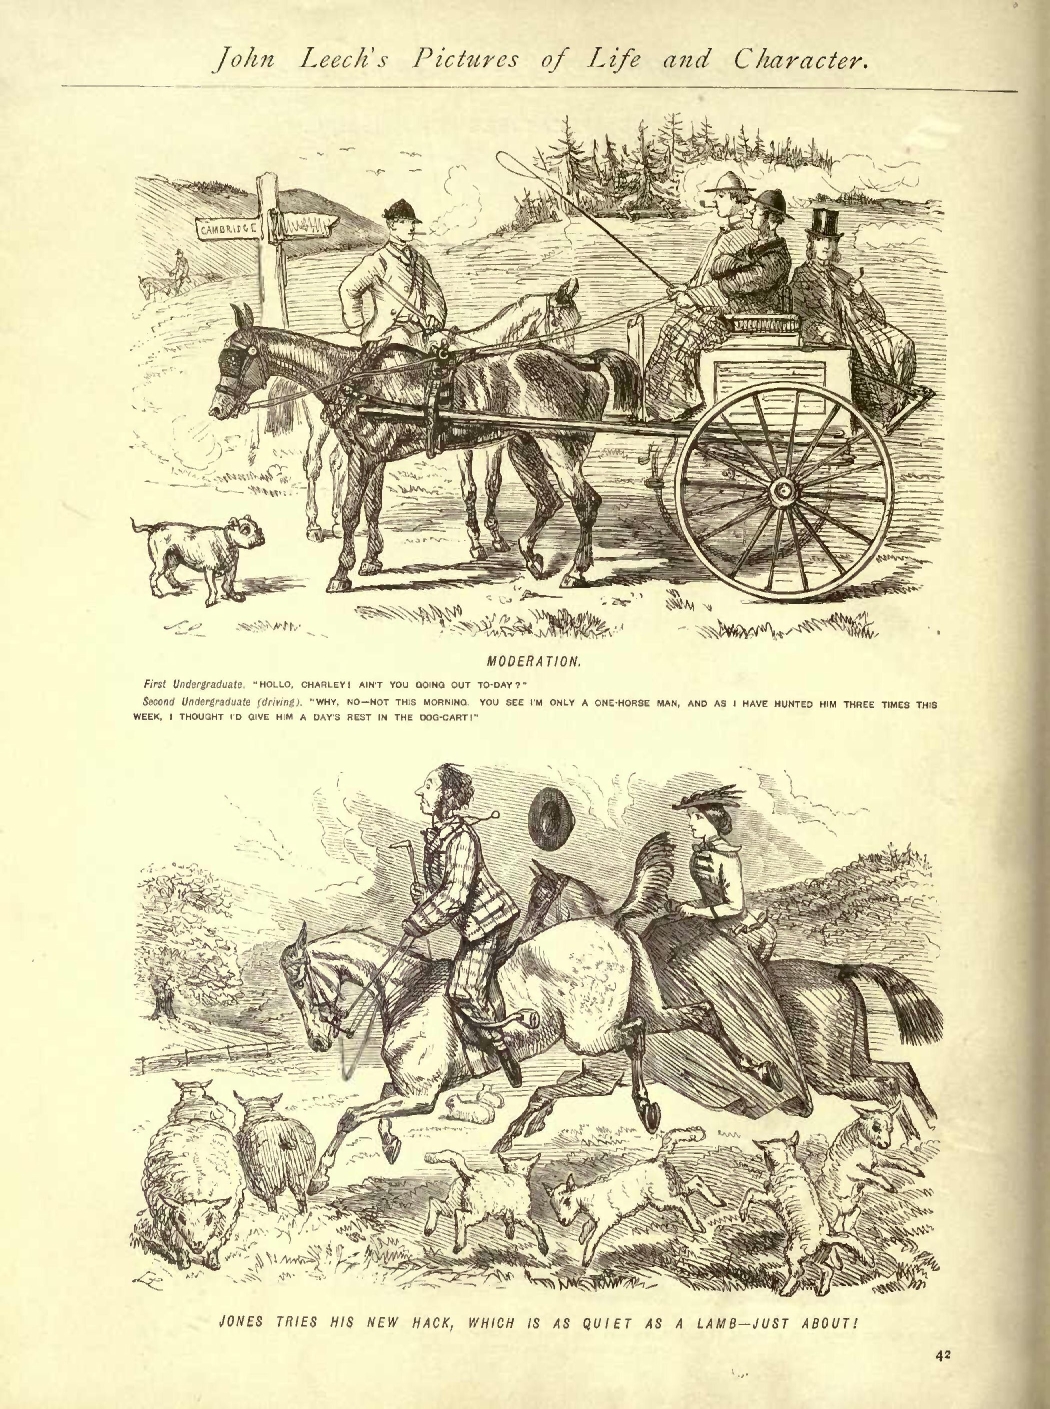 John Leech's Pictures of Life and Character.
CAMBRIDGE
MODERATION.
First Undergraduate. "HOLLO, CHARLEY! AIN'T YOU GOING OUT TO-DAY?"
Second Undergraduate (driving). "WHY, NO—NOT THIS MORNING. YOU SEE I'M ONLY A ONE-HORSE MAN, AND AS I HAVE HUNTED HIM THREE TIMES THIS
WEEK, I THOUGHT I'D GIVE HIM A DAY'S REST IN THE DOG-CART!"
JONES TRIES HIS NEW HACK, WHICH IS AS QUIET AS A LAMB—JUST ABOUT!
42